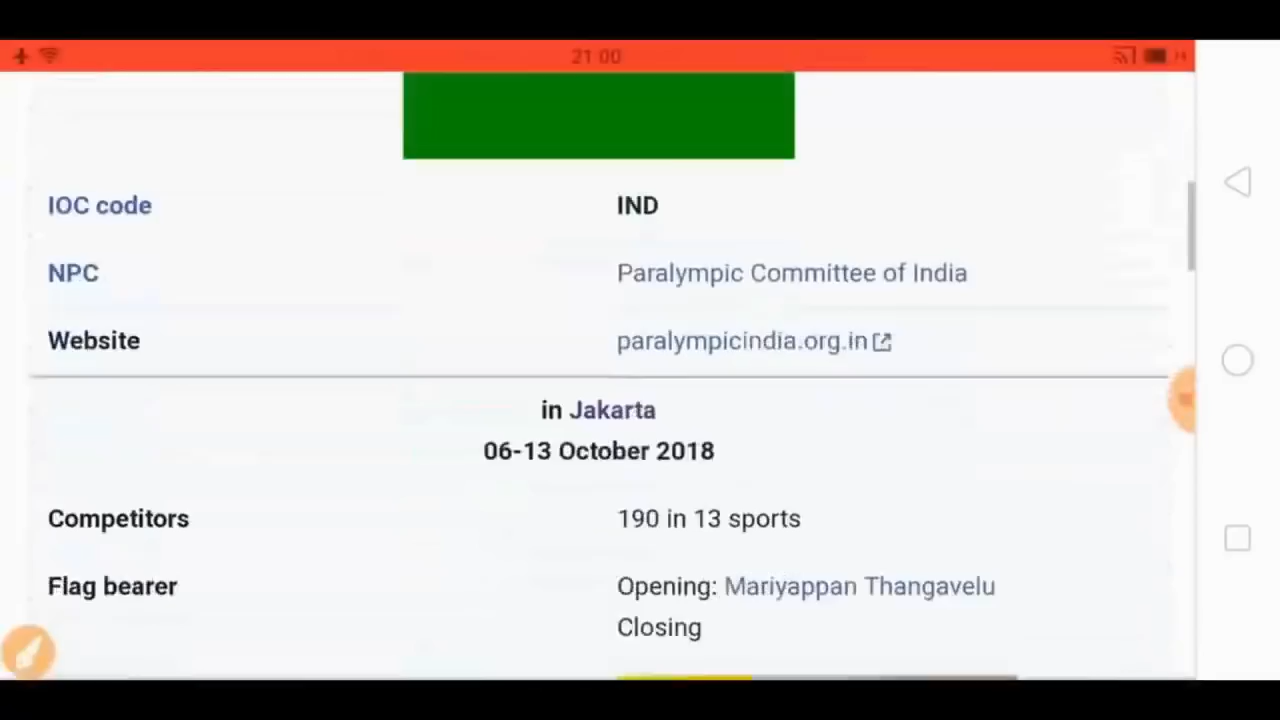 21 00
IOC code IND
NPC Paralympic Committee of India
Website paralympicindia.org.in
in Jakarta
06-13 October 2018
Competitors 190 in 13 sports
Flag bearer Opening: Mariyappan Thangavelu
Closing